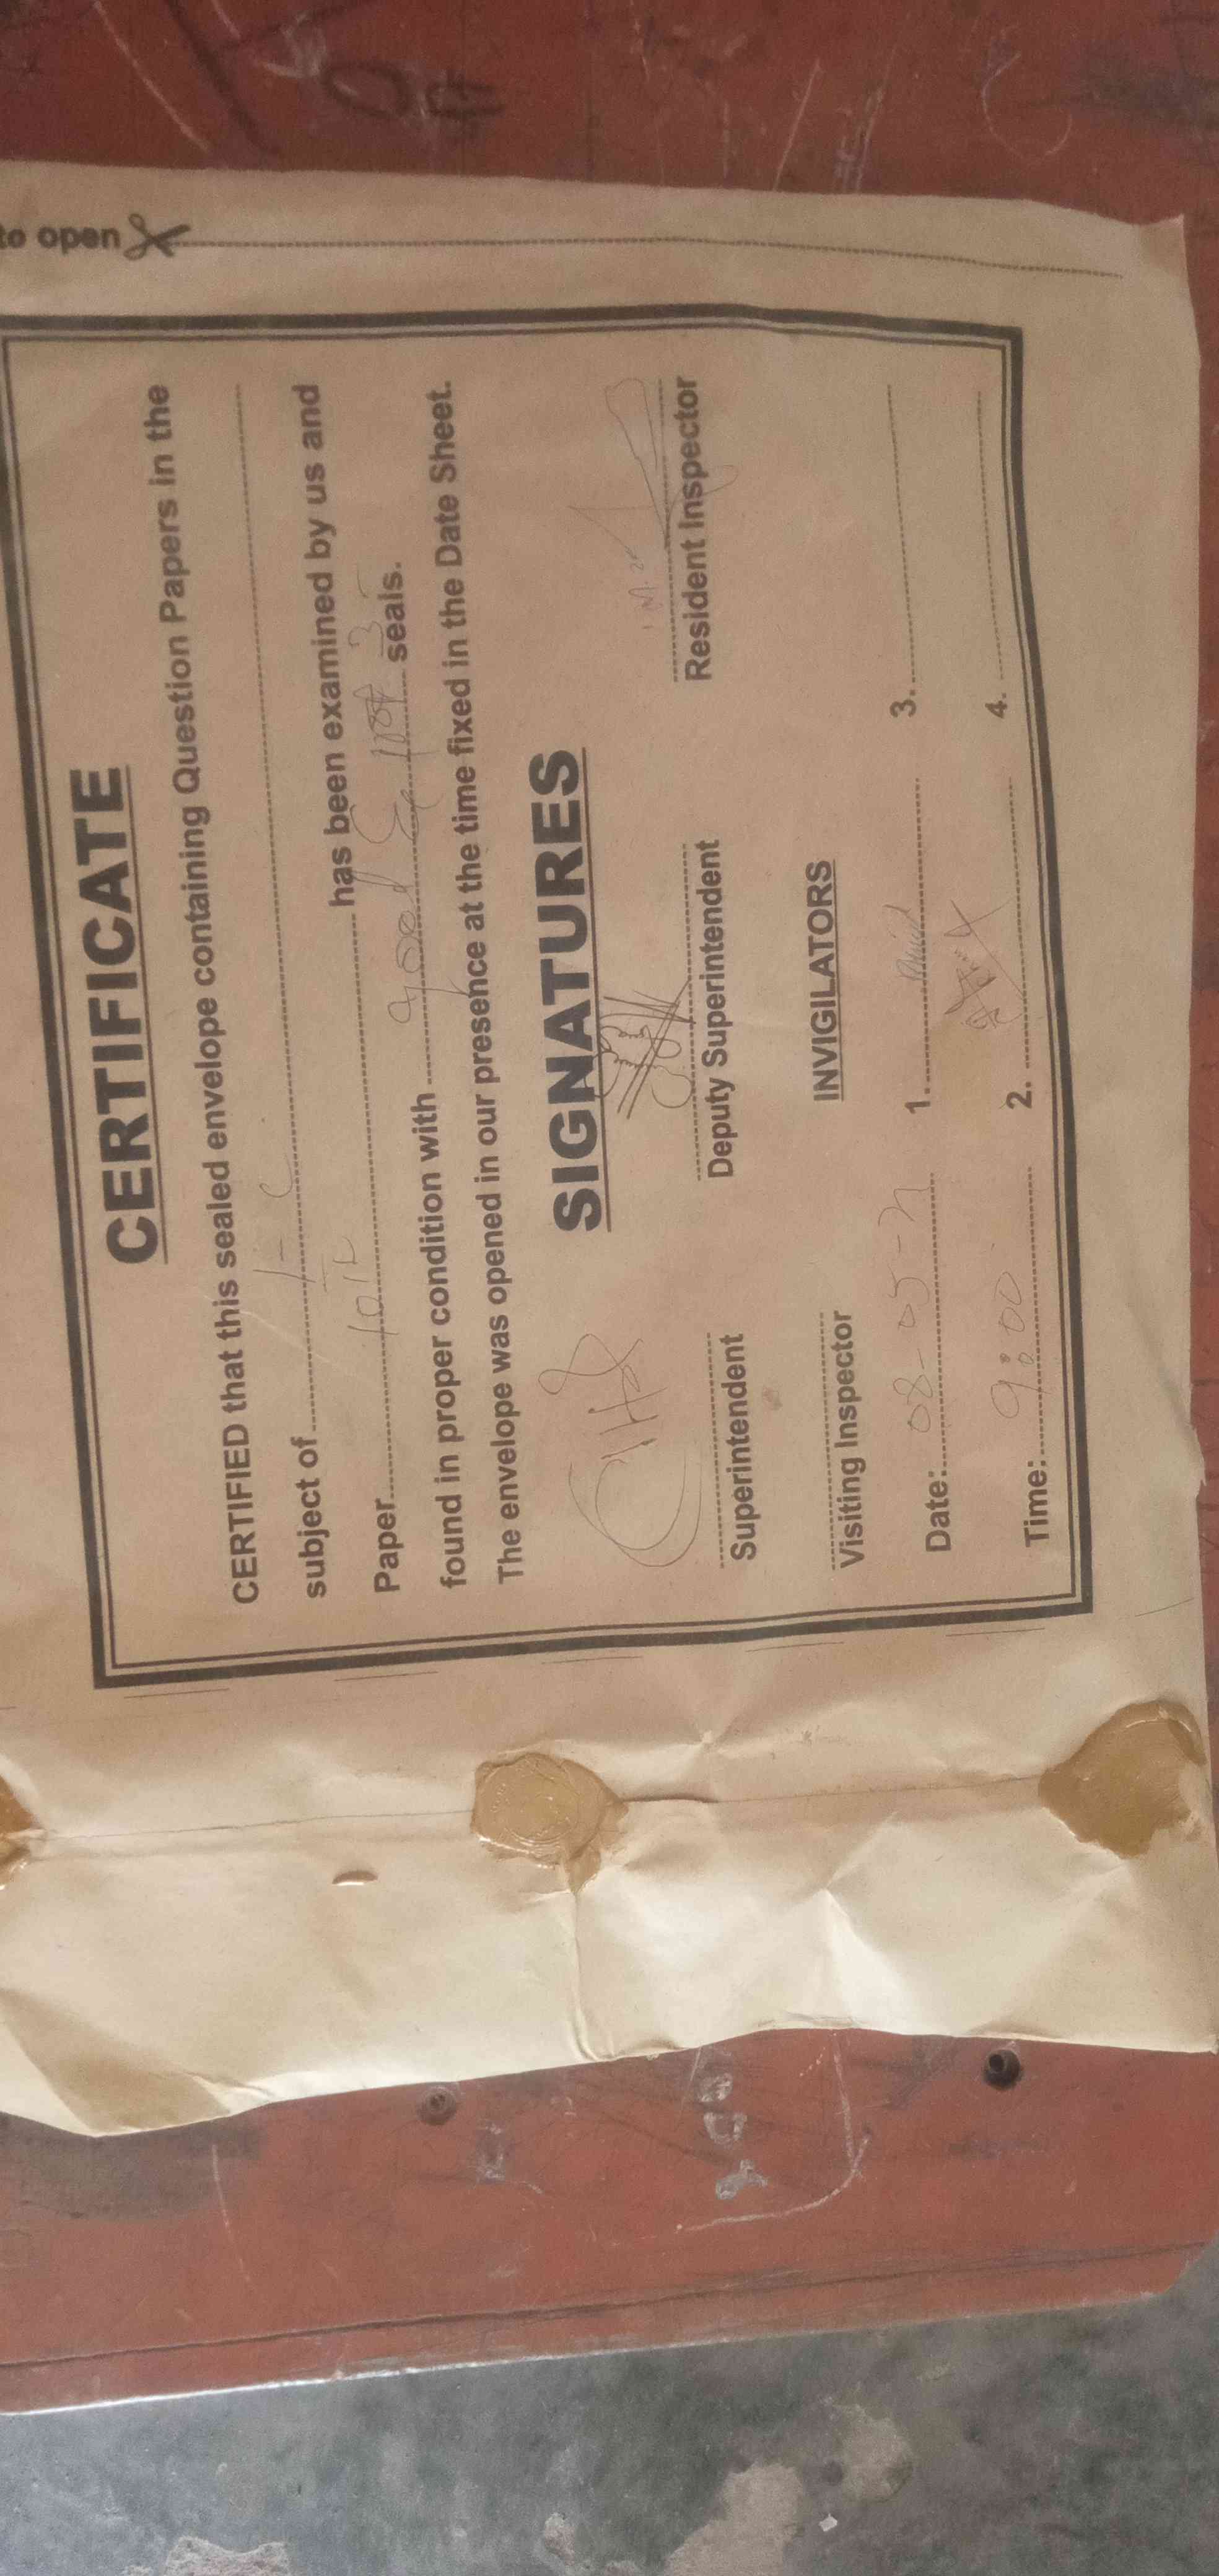 to open
CERTIFICATE
CERTIFIED that this sealed envelope containing Question Papers in the
subject of
Paper 10th has been examined by us and
found in proper condition with good seals.
The envelope was opened in our presence at the time fixed in the Date Sheet.
SIGNATURES
Superintendent Deputy Superintendent Resident Inspector
Visiting Inspector INVIGILATORS
Date: 08-05- 1. 3.
Time: 9:00 2. 4.